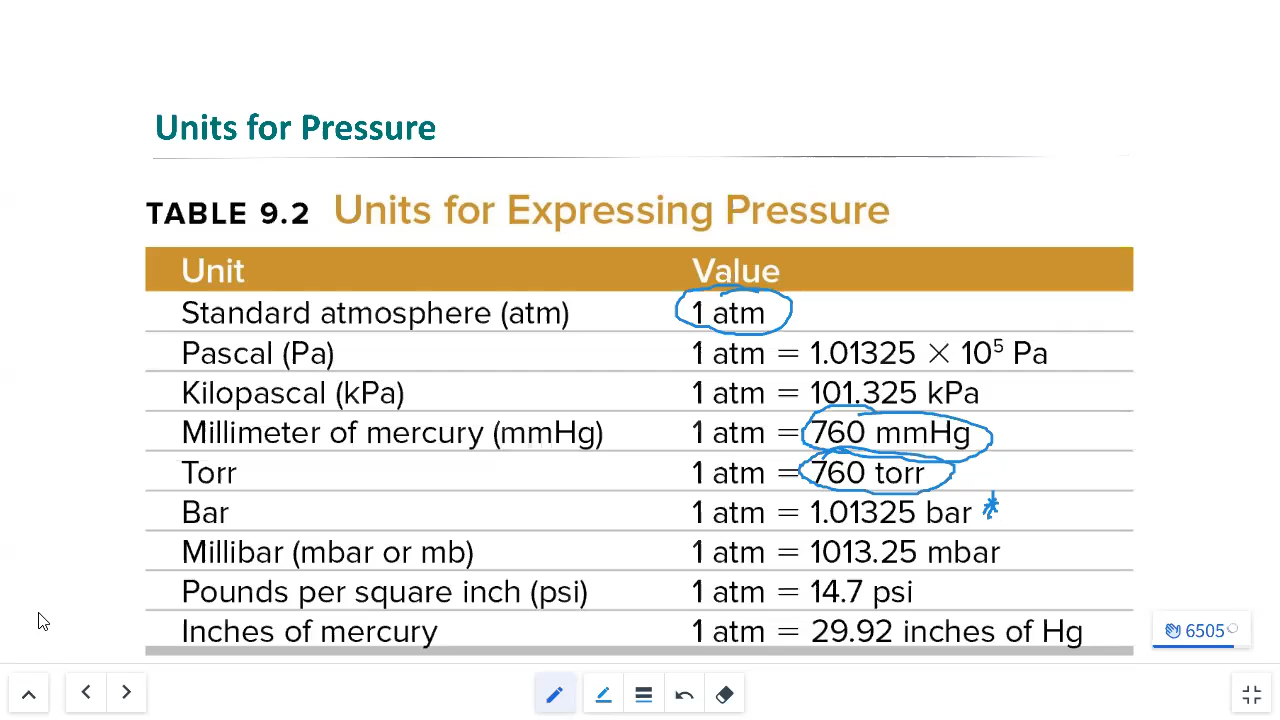 Units for Pressure
TABLE 9.2 Units for Expressing Pressure
Unit Value
Standard atmosphere (atm) 1 atm
Pascal (Pa) 1 atm = 1.01325 × 10⁵ Pa
Kilopascal (kPa) 1 atm = 101.325 kPa
Millimeter of mercury (mmHg) 1 atm = 760 mmHg
Torr 1 atm = 760 torr
Bar 1 atm = 1.01325 bar *
Millibar (mbar or mb) 1 atm = 1013.25 mbar
Pounds per square inch (psi) 1 atm = 14.7 psi
Inches of mercury 1 atm = 29.92 inches of Hg
6505